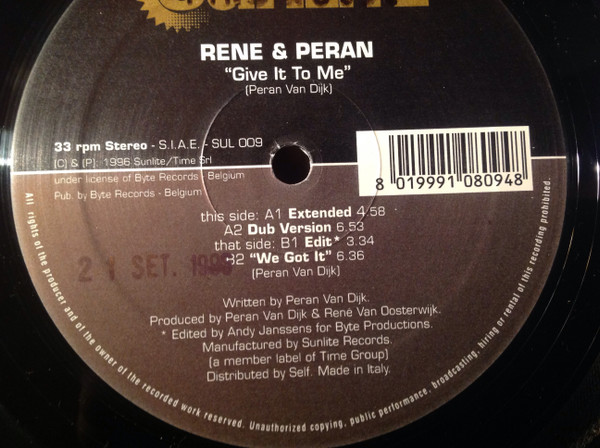 RENE & PERAN
“Give It To Me”
(Peran Van Dijk)
33 rpm Stereo - S.I.A.E. - SUL 009
(C) & (P): 1996 Sunlite/Time Srl
under license of Byte Records - Belgium
Pub. by Byte Records - Belgium
8 019991 080948
this side: A1 Extended 4.58
A2 Dub Version 6.53
that side: B1 Edit* 3.34
B2 “We Got It” 6.36
(Peran Van Dijk)
SET.
Written by Peran Van Dijk.
Produced by Peran Van Dijk & René Van Oosterwijk.
* Edited by Andy Janssens for Byte Productions.
Manufactured by Sunlite Records.
(a member label of Time Group)
Distributed by Self. Made in Italy.
All rights of the producer and of the owner of the recorded work reserved. Unauthorized copying, public performance, broadcasting, hiring or rental of this recording prohibited.